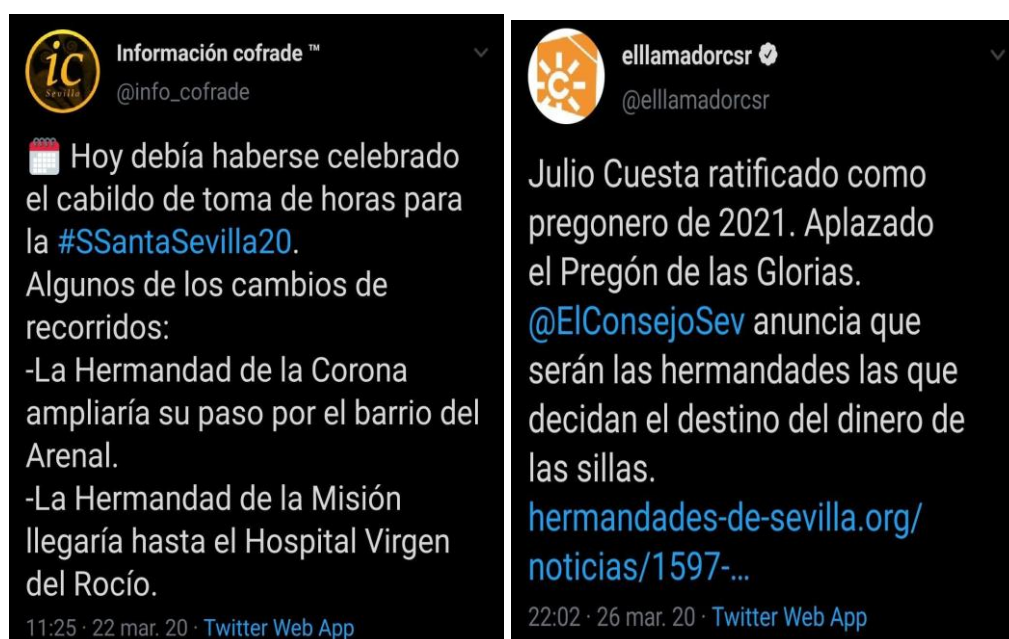 ic
Sevilla
Información cofrade ™
@info_cofrade
Hoy debía haberse celebrado
el cabildo de toma de horas para
la #SSantaSevilla20.
Algunos de los cambios de
recorridos:
-La Hermandad de la Corona
ampliaría su paso por el barrio del
Arenal.
-La Hermandad de la Misión
llegaría hasta el Hospital Virgen
del Rocío.
11:25 · 22 mar. 20 · Twitter Web App
C
elllamadorcsr
@elllamadorcsr
Julio Cuesta ratificado como
pregonero de 2021. Aplazado
el Pregón de las Glorias.
@ElConsejoSev anuncia que
serán las hermandades las que
decidan el destino del dinero de
las sillas.
hermandades-de-sevilla.org/
noticias/1597-…
22:02 · 26 mar. 20 · Twitter Web App